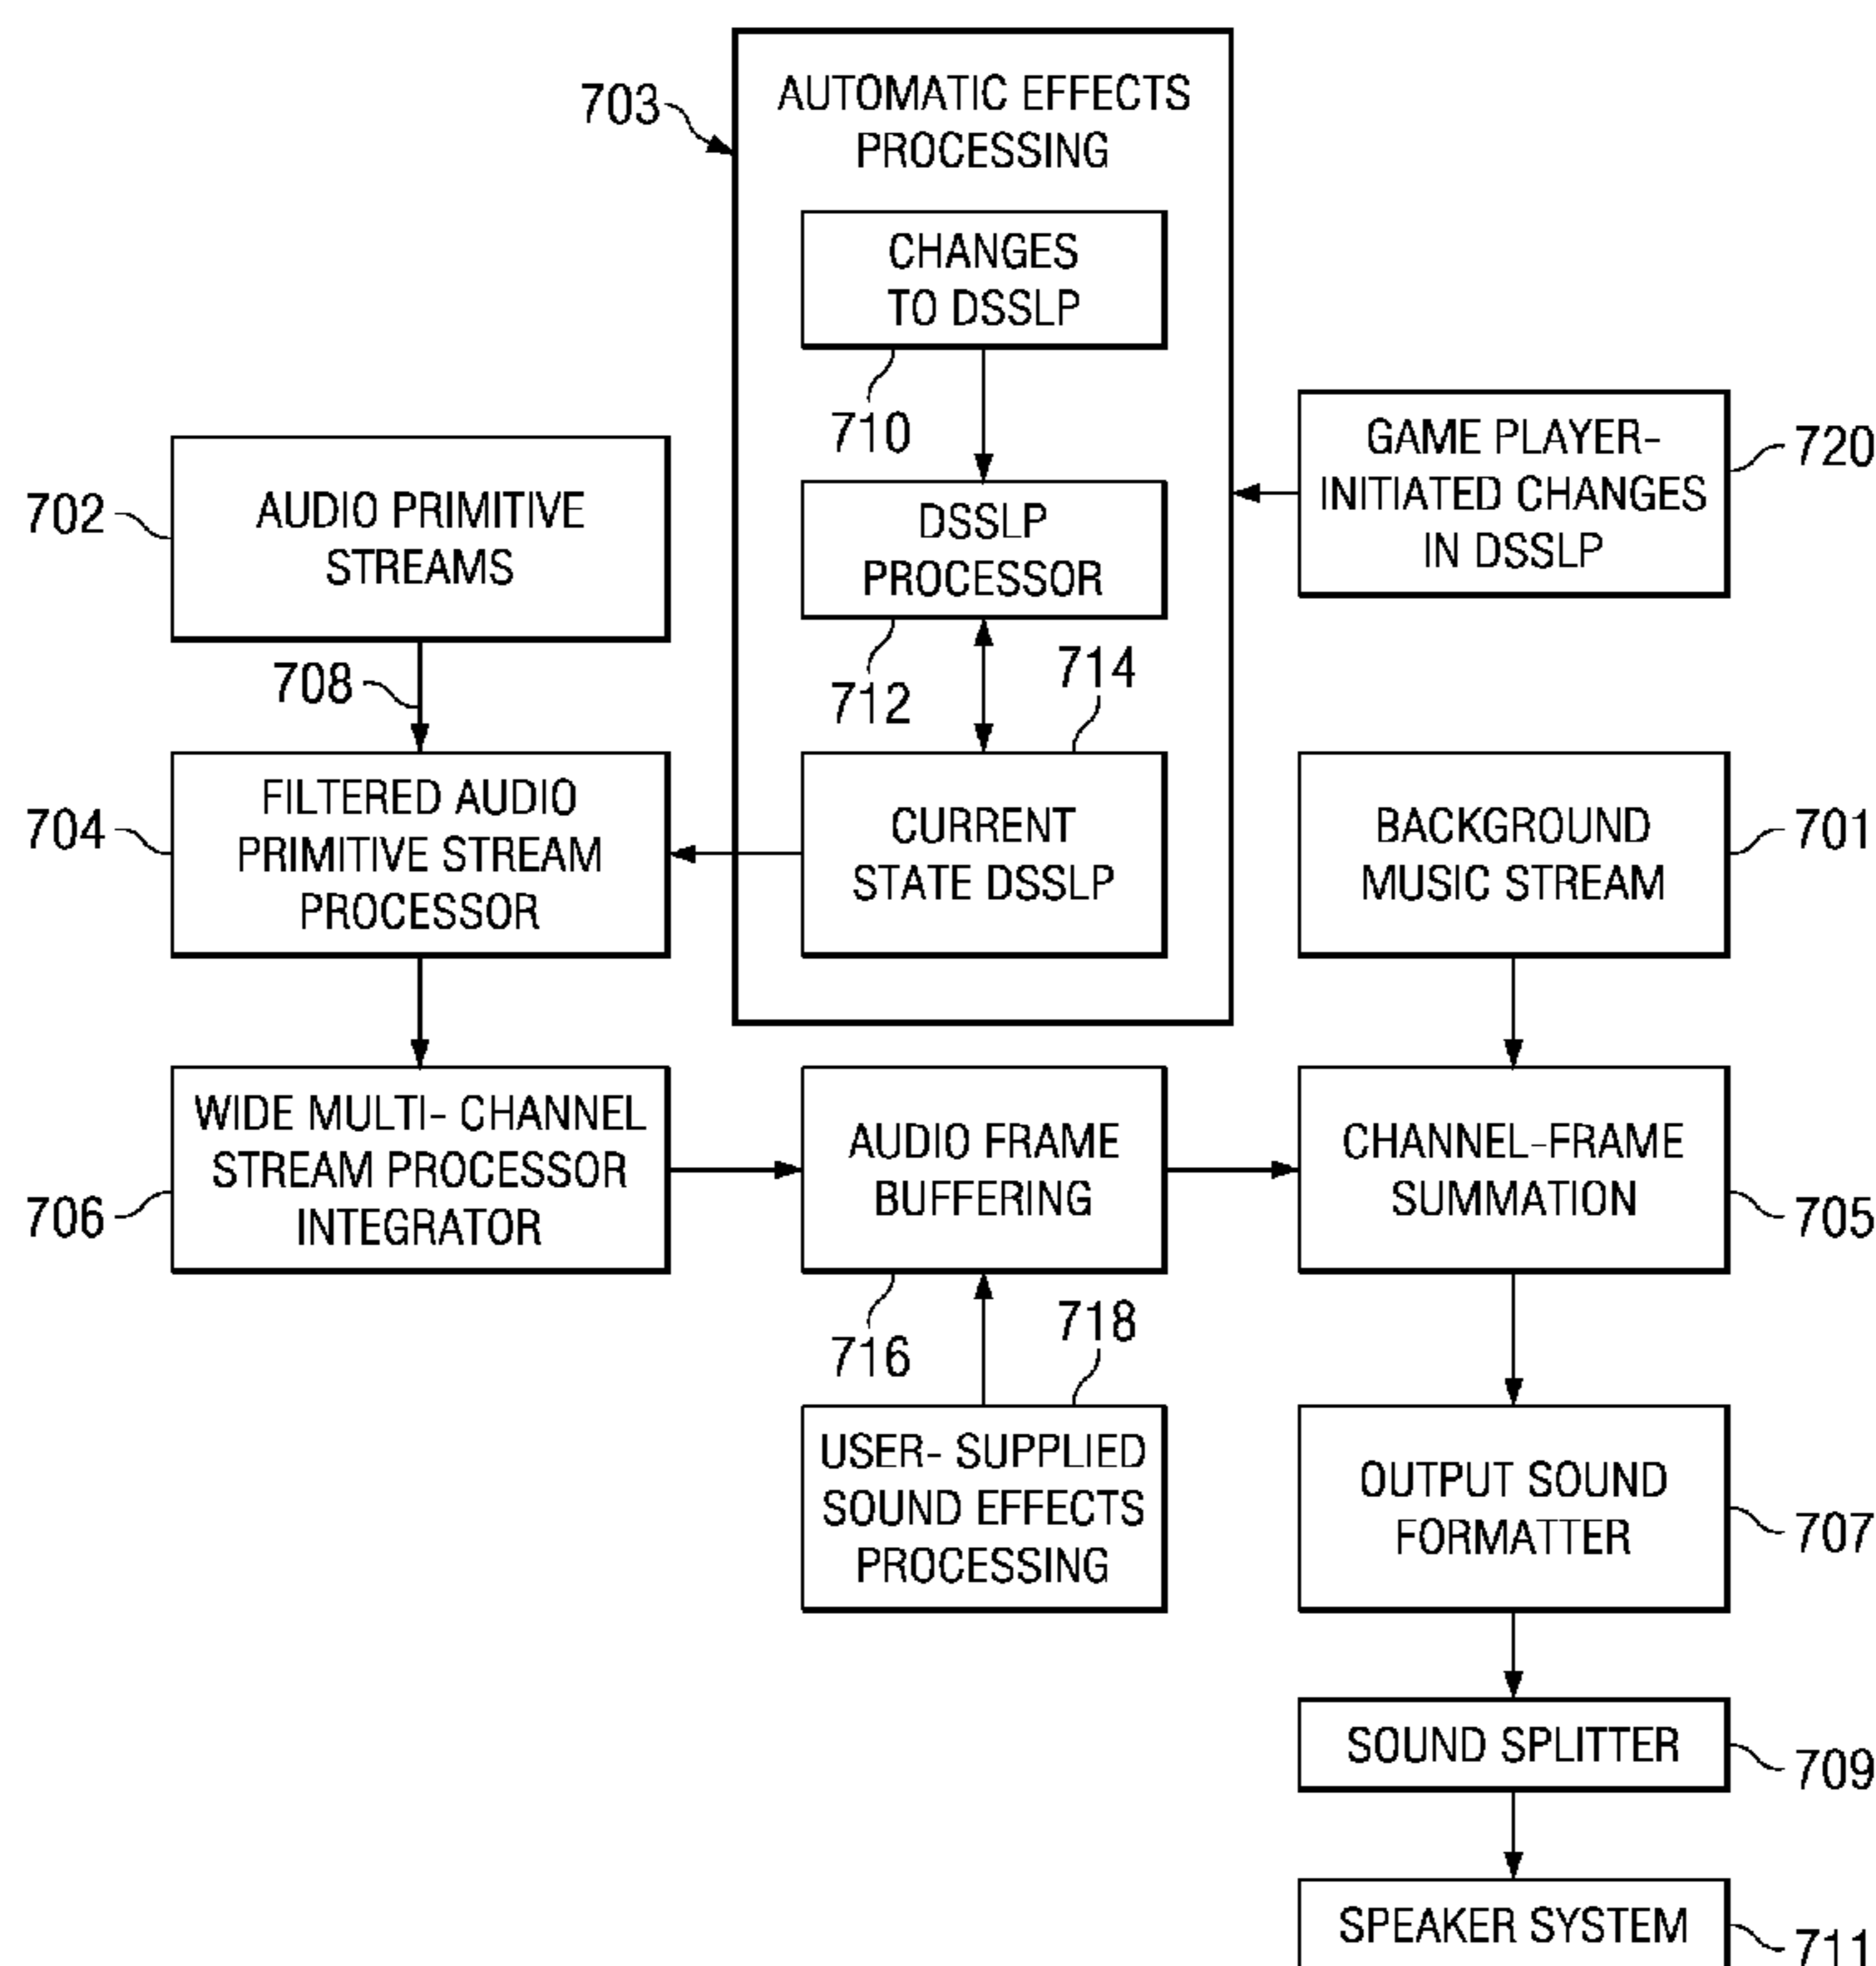 703
AUTOMATIC EFFECTS
PROCESSING
CHANGES
TO DSSLP
710
GAME PLAYER-
INITIATED CHANGES
IN DSSLP
720
702
AUDIO PRIMITIVE
STREAMS
DSSLP
PROCESSOR
708
712
714
704
FILTERED AUDIO
PRIMITIVE STREAM
PROCESSOR
CURRENT
STATE DSSLP
BACKGROUND
MUSIC STREAM
701
706
WIDE MULTI- CHANNEL
STREAM PROCESSOR
INTEGRATOR
AUDIO FRAME
BUFFERING
CHANNEL-FRAME
SUMMATION
705
716
718
USER- SUPPLIED
SOUND EFFECTS
PROCESSING
OUTPUT SOUND
FORMATTER
707
SOUND SPLITTER
709
SPEAKER SYSTEM
711